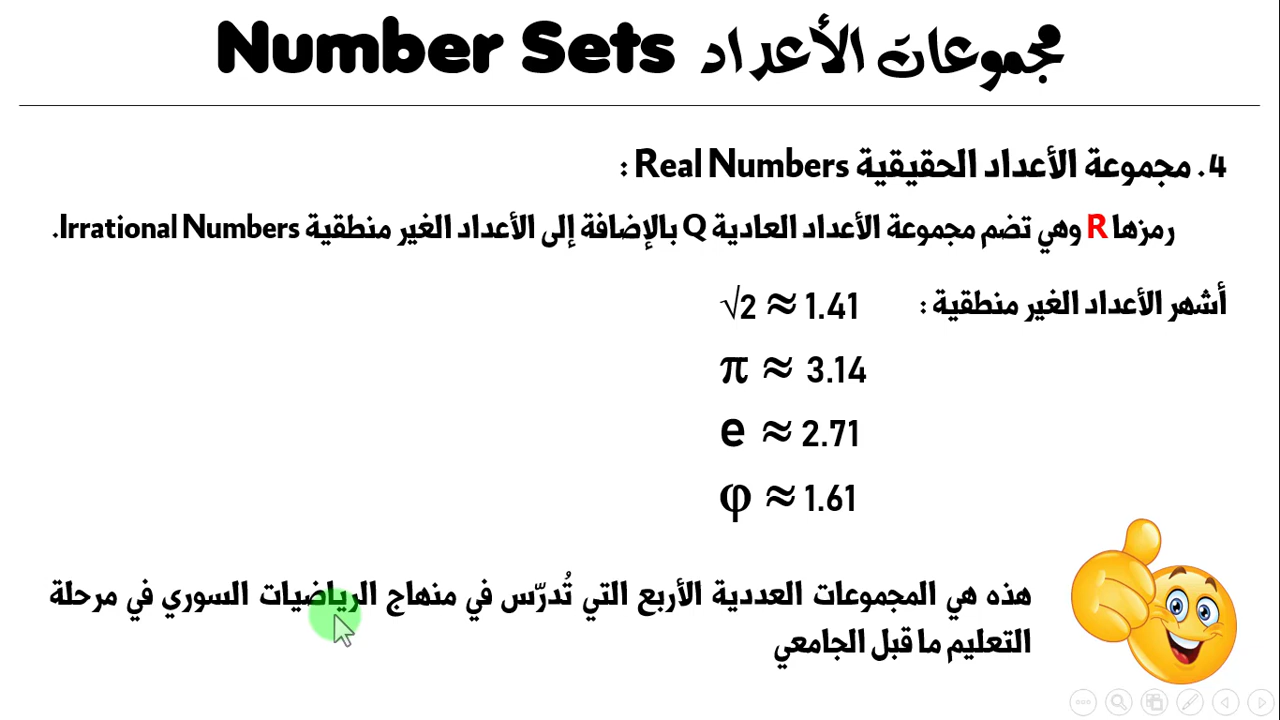 مجموعات الأعداد Number Sets
4. مجموعة الأعداد الحقيقية Real Numbers :
رمزها R وهي تضم مجموعة الأعداد العادية Q بالإضافة إلى الأعداد الغير منطقية Irrational Numbers.
أشهر الأعداد الغير منطقية : √2 ≈ 1.41
π ≈ 3.14
e ≈ 2.71
φ ≈ 1.61
هذه هي المجموعات العددية الأربع التي تُدرّس في منهاج الرياضيات السوري في مرحلة
التعليم ما قبل الجامعي